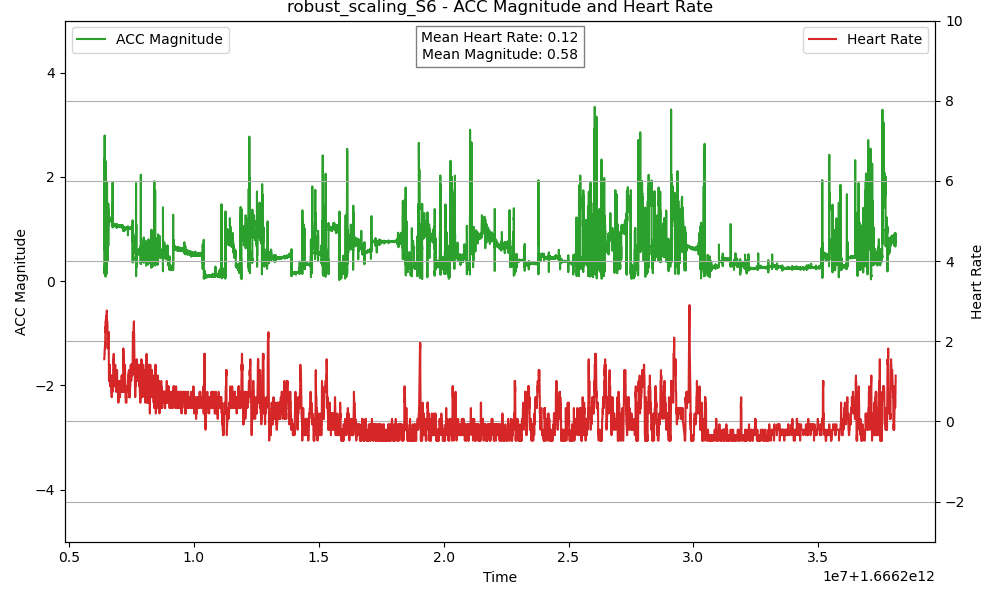 robust_scaling_S6 - ACC Magnitude and Heart Rate
ACC Magnitude
Mean Heart Rate: 0.12
Mean Magnitude: 0.58
Heart Rate
4
2
0
−2
−4
ACC Magnitude
10
8
6
4
2
0
−2
Heart Rate
0.5 1.0 1.5 2.0 2.5 3.0 3.5
1e7+1.6662e12
Time